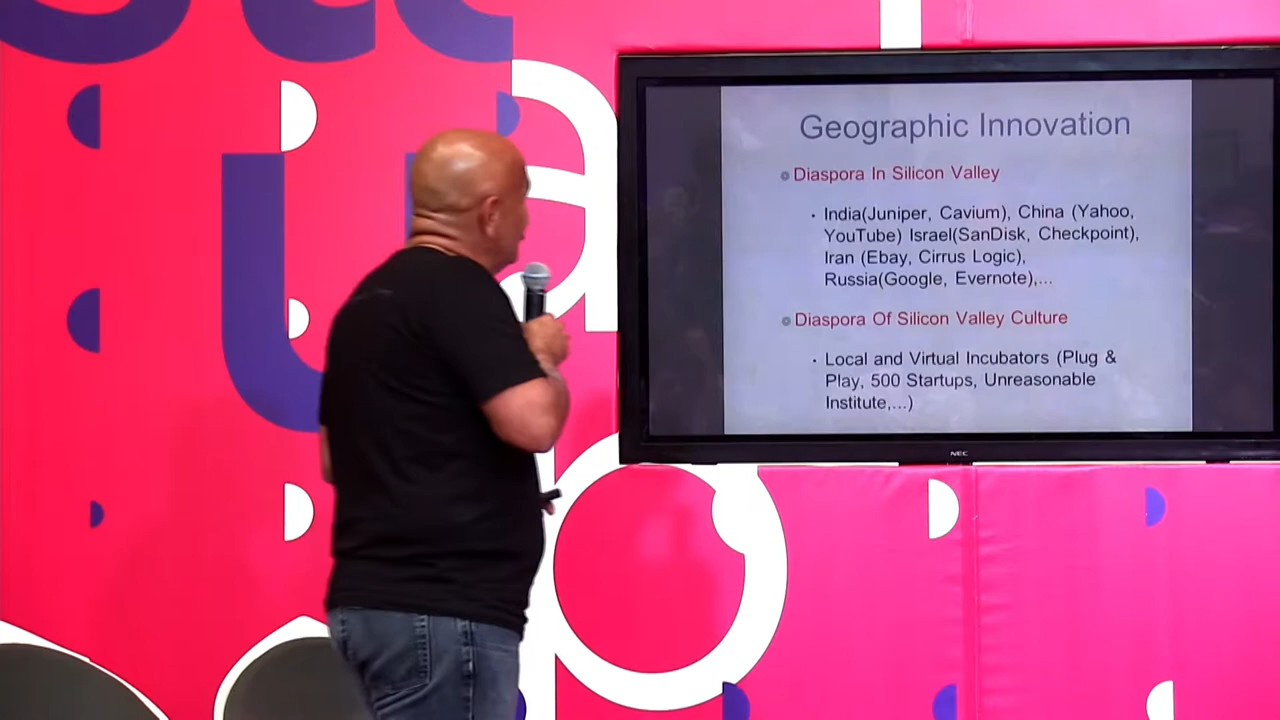 Geographic Innovation
Diaspora In Silicon Valley
India(Juniper, Cavium), China (Yahoo,
YouTube) Israel(SanDisk, Checkpoint),
Iran (Ebay, Cirrus Logic),
Russia(Google, Evernote),...
Diaspora Of Silicon Valley Culture
Local and Virtual Incubators (Plug &
Play, 500 Startups, Unreasonable
Institute,...)
NEC